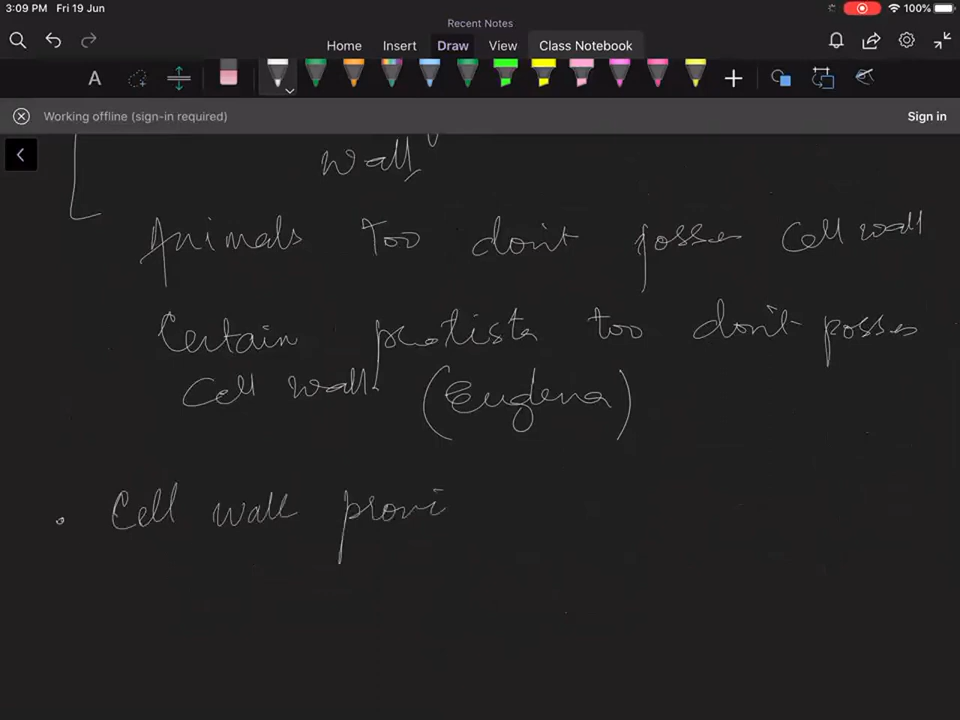 3:09 PM Fri 19 Jun
100%
Recent Notes
Home Insert Draw View Class Notebook
A
Working offline (sign-in required)
Sign in
wall
Animals too don't posses cell wall
Certain protista too don't posses
cell wall. (Euglena)
. Cell wall provi